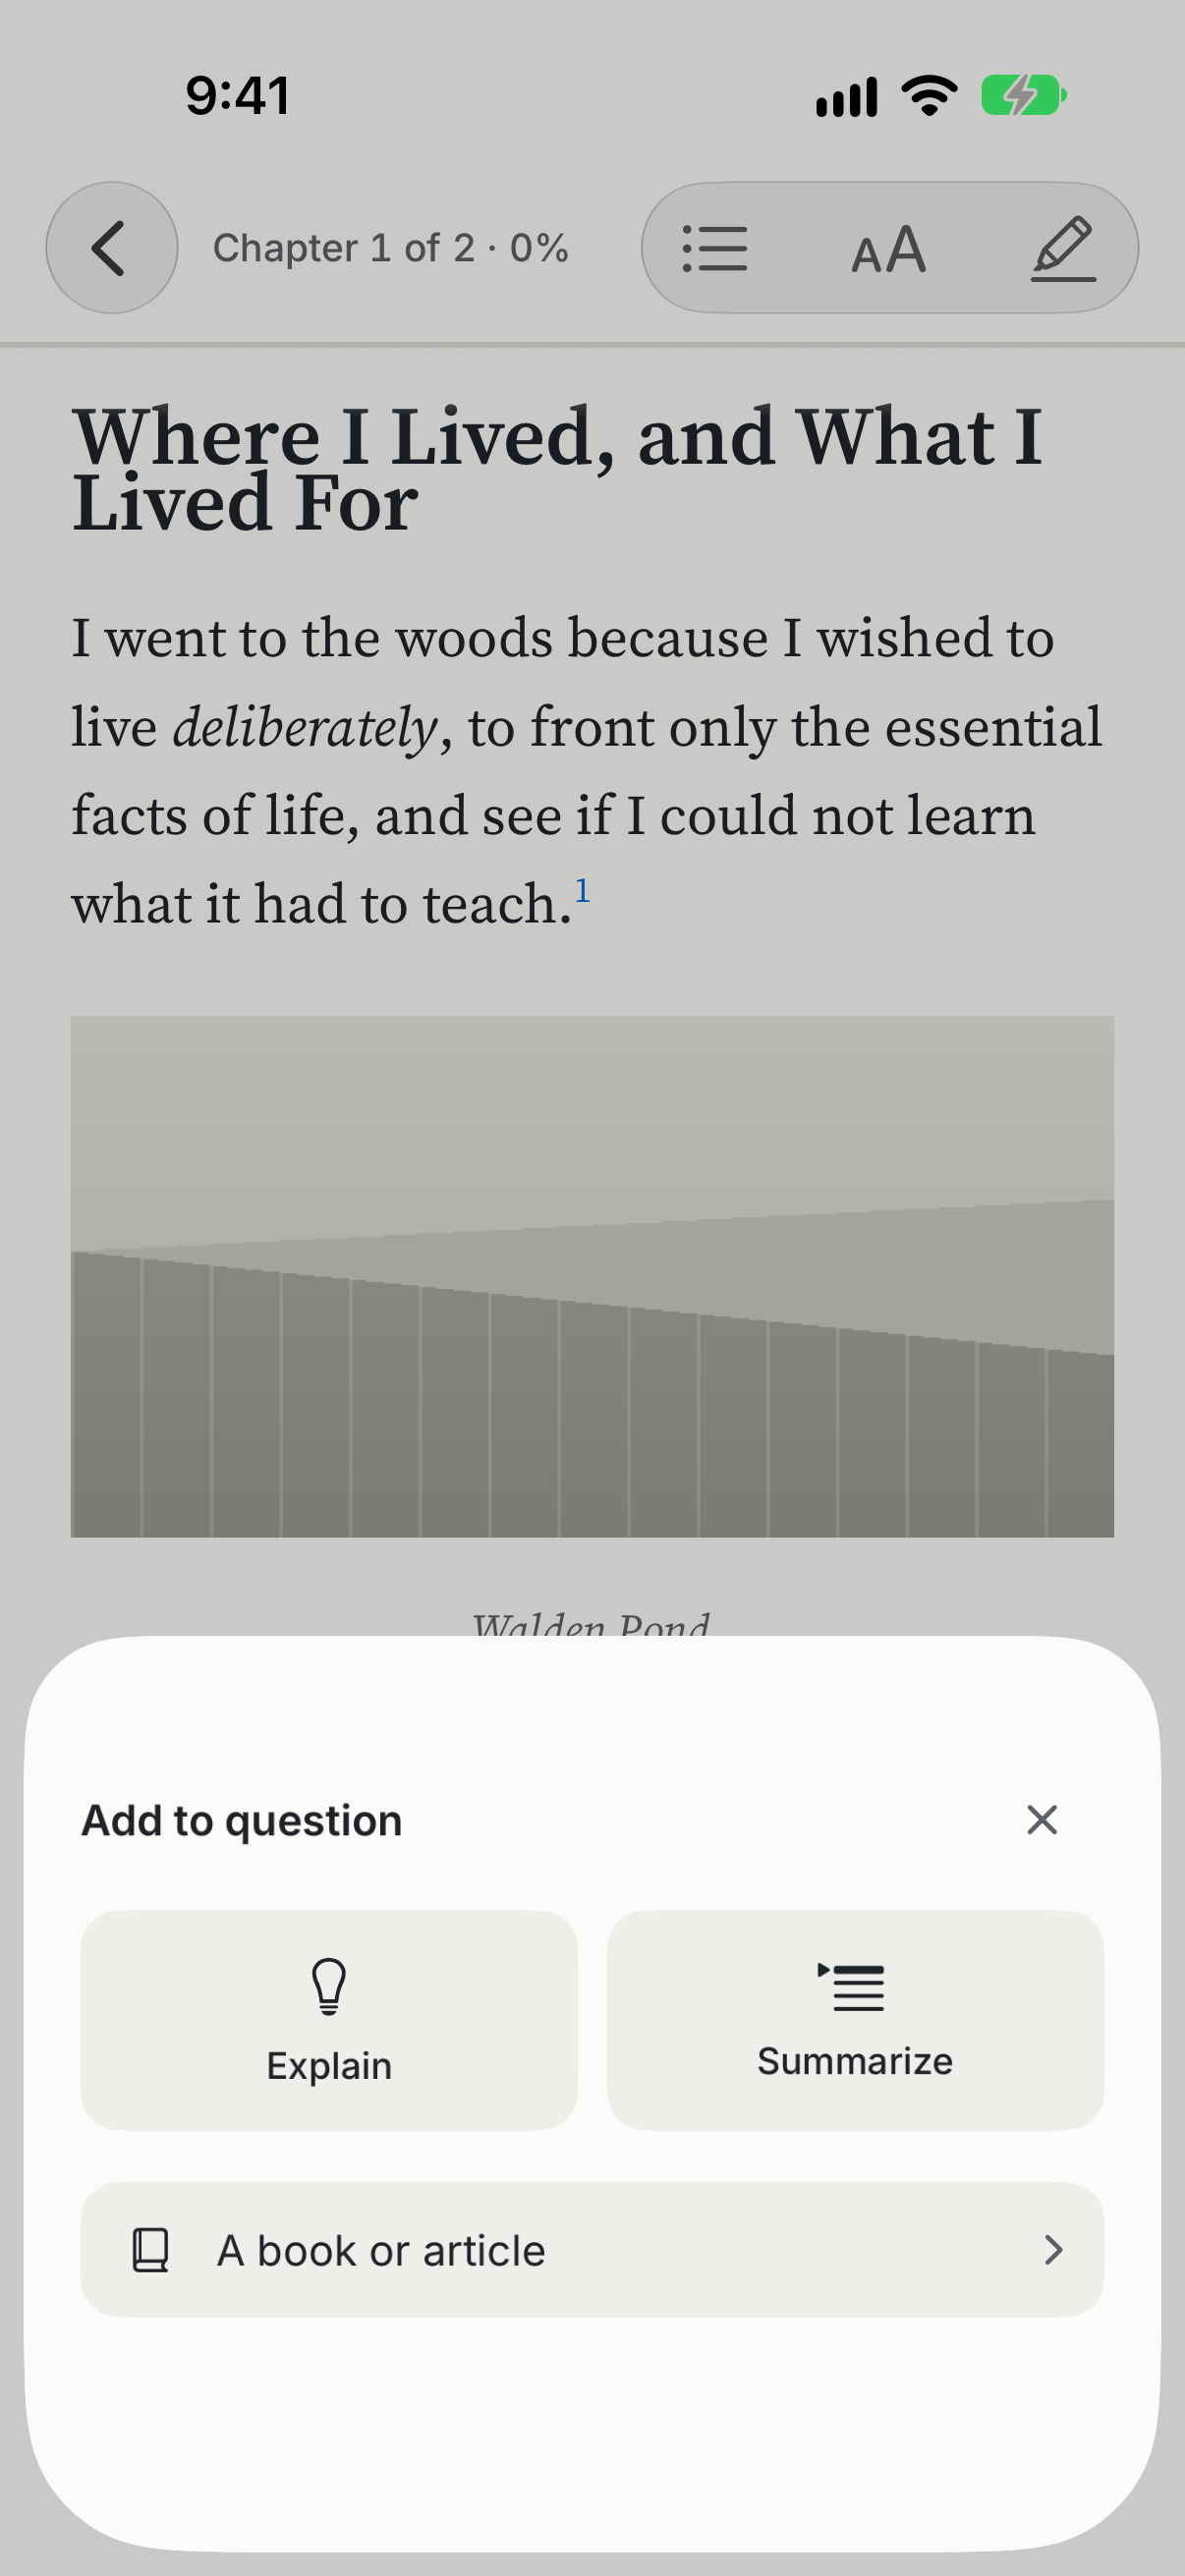 9:41
Chapter 1 of 2 · 0%
AA
Where I Lived, and What I
Lived For
I went to the woods because I wished to
live deliberately, to front only the essential
facts of life, and see if I could not learn
what it had to teach.1
Walden Pond
Add to question
Explain
Summarize
A book or article